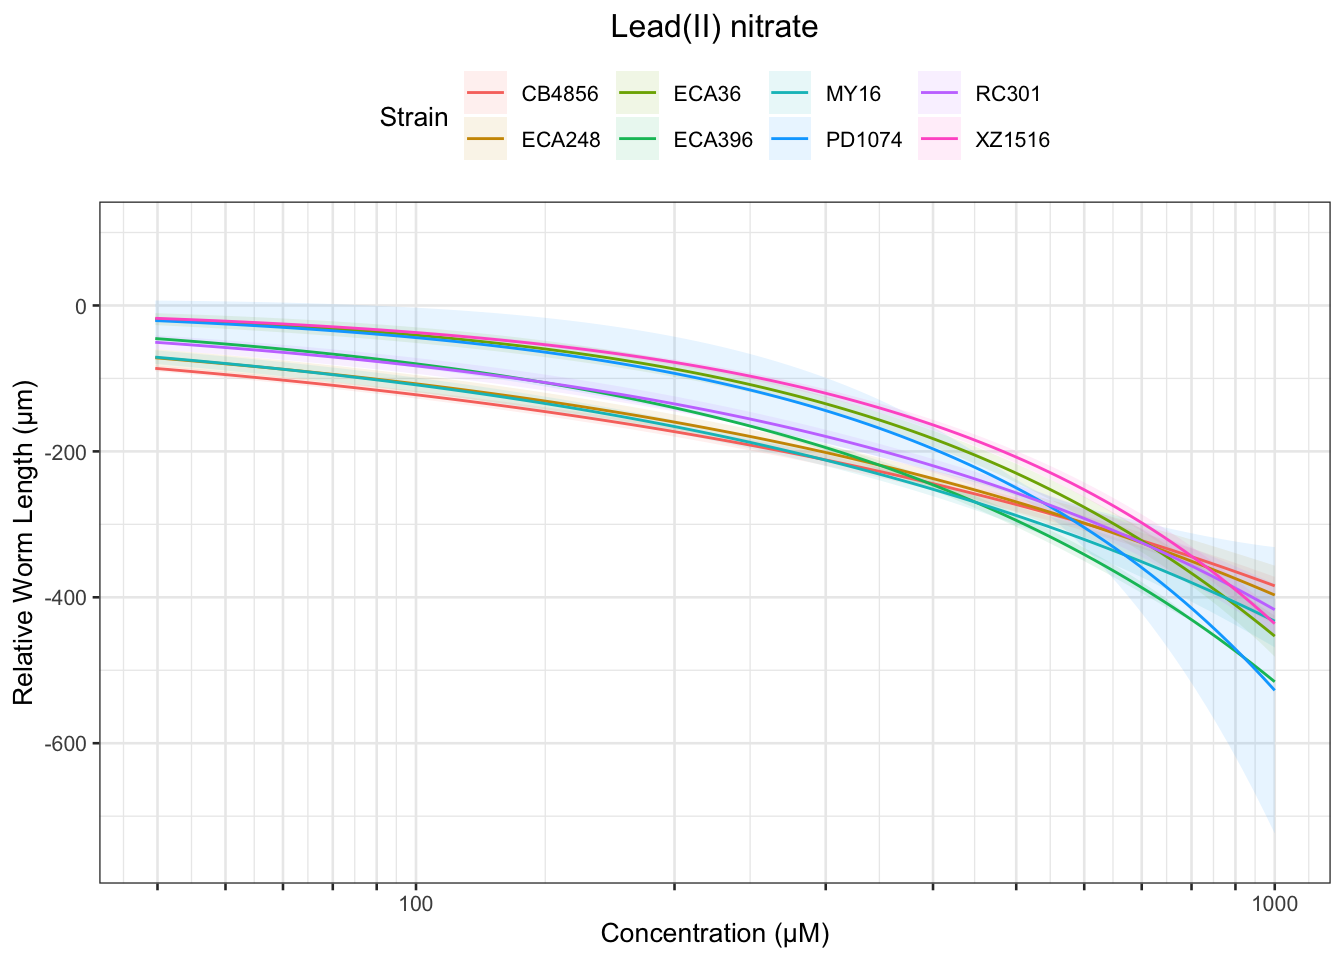 Lead(II) nitrate
Strain
CB4856 ECA36 MY16 RC301
ECA248 ECA396 PD1074 XZ1516
Relative Worm Length (µm)
0
-200
-400
-600
100 1000
Concentration (µM)